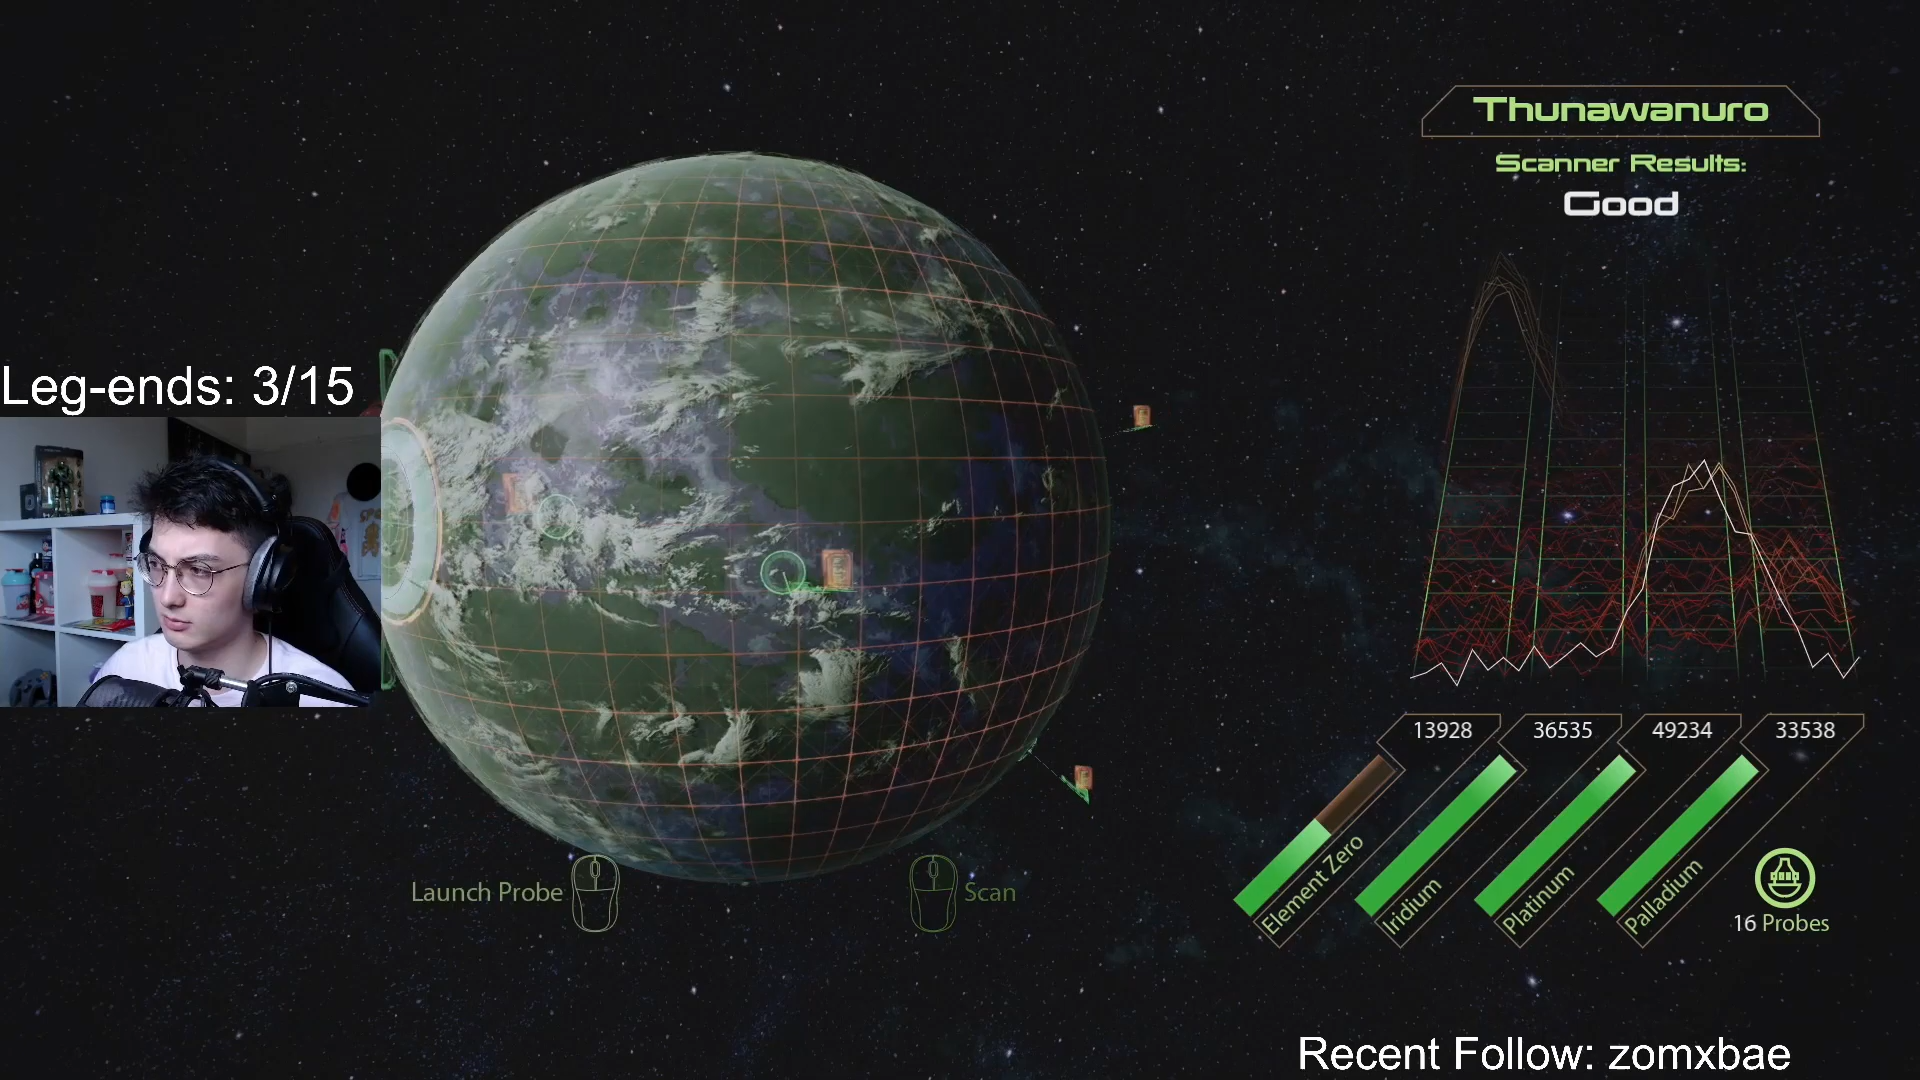 Thunawanuro
Scanner Results:
Good
Leg-ends: 3/15
13928
36535
49234
33538
Element Zero
Iridium
Platinum
Palladium
16 Probes
Launch Probe
Scan
Recent Follow: zomxbae